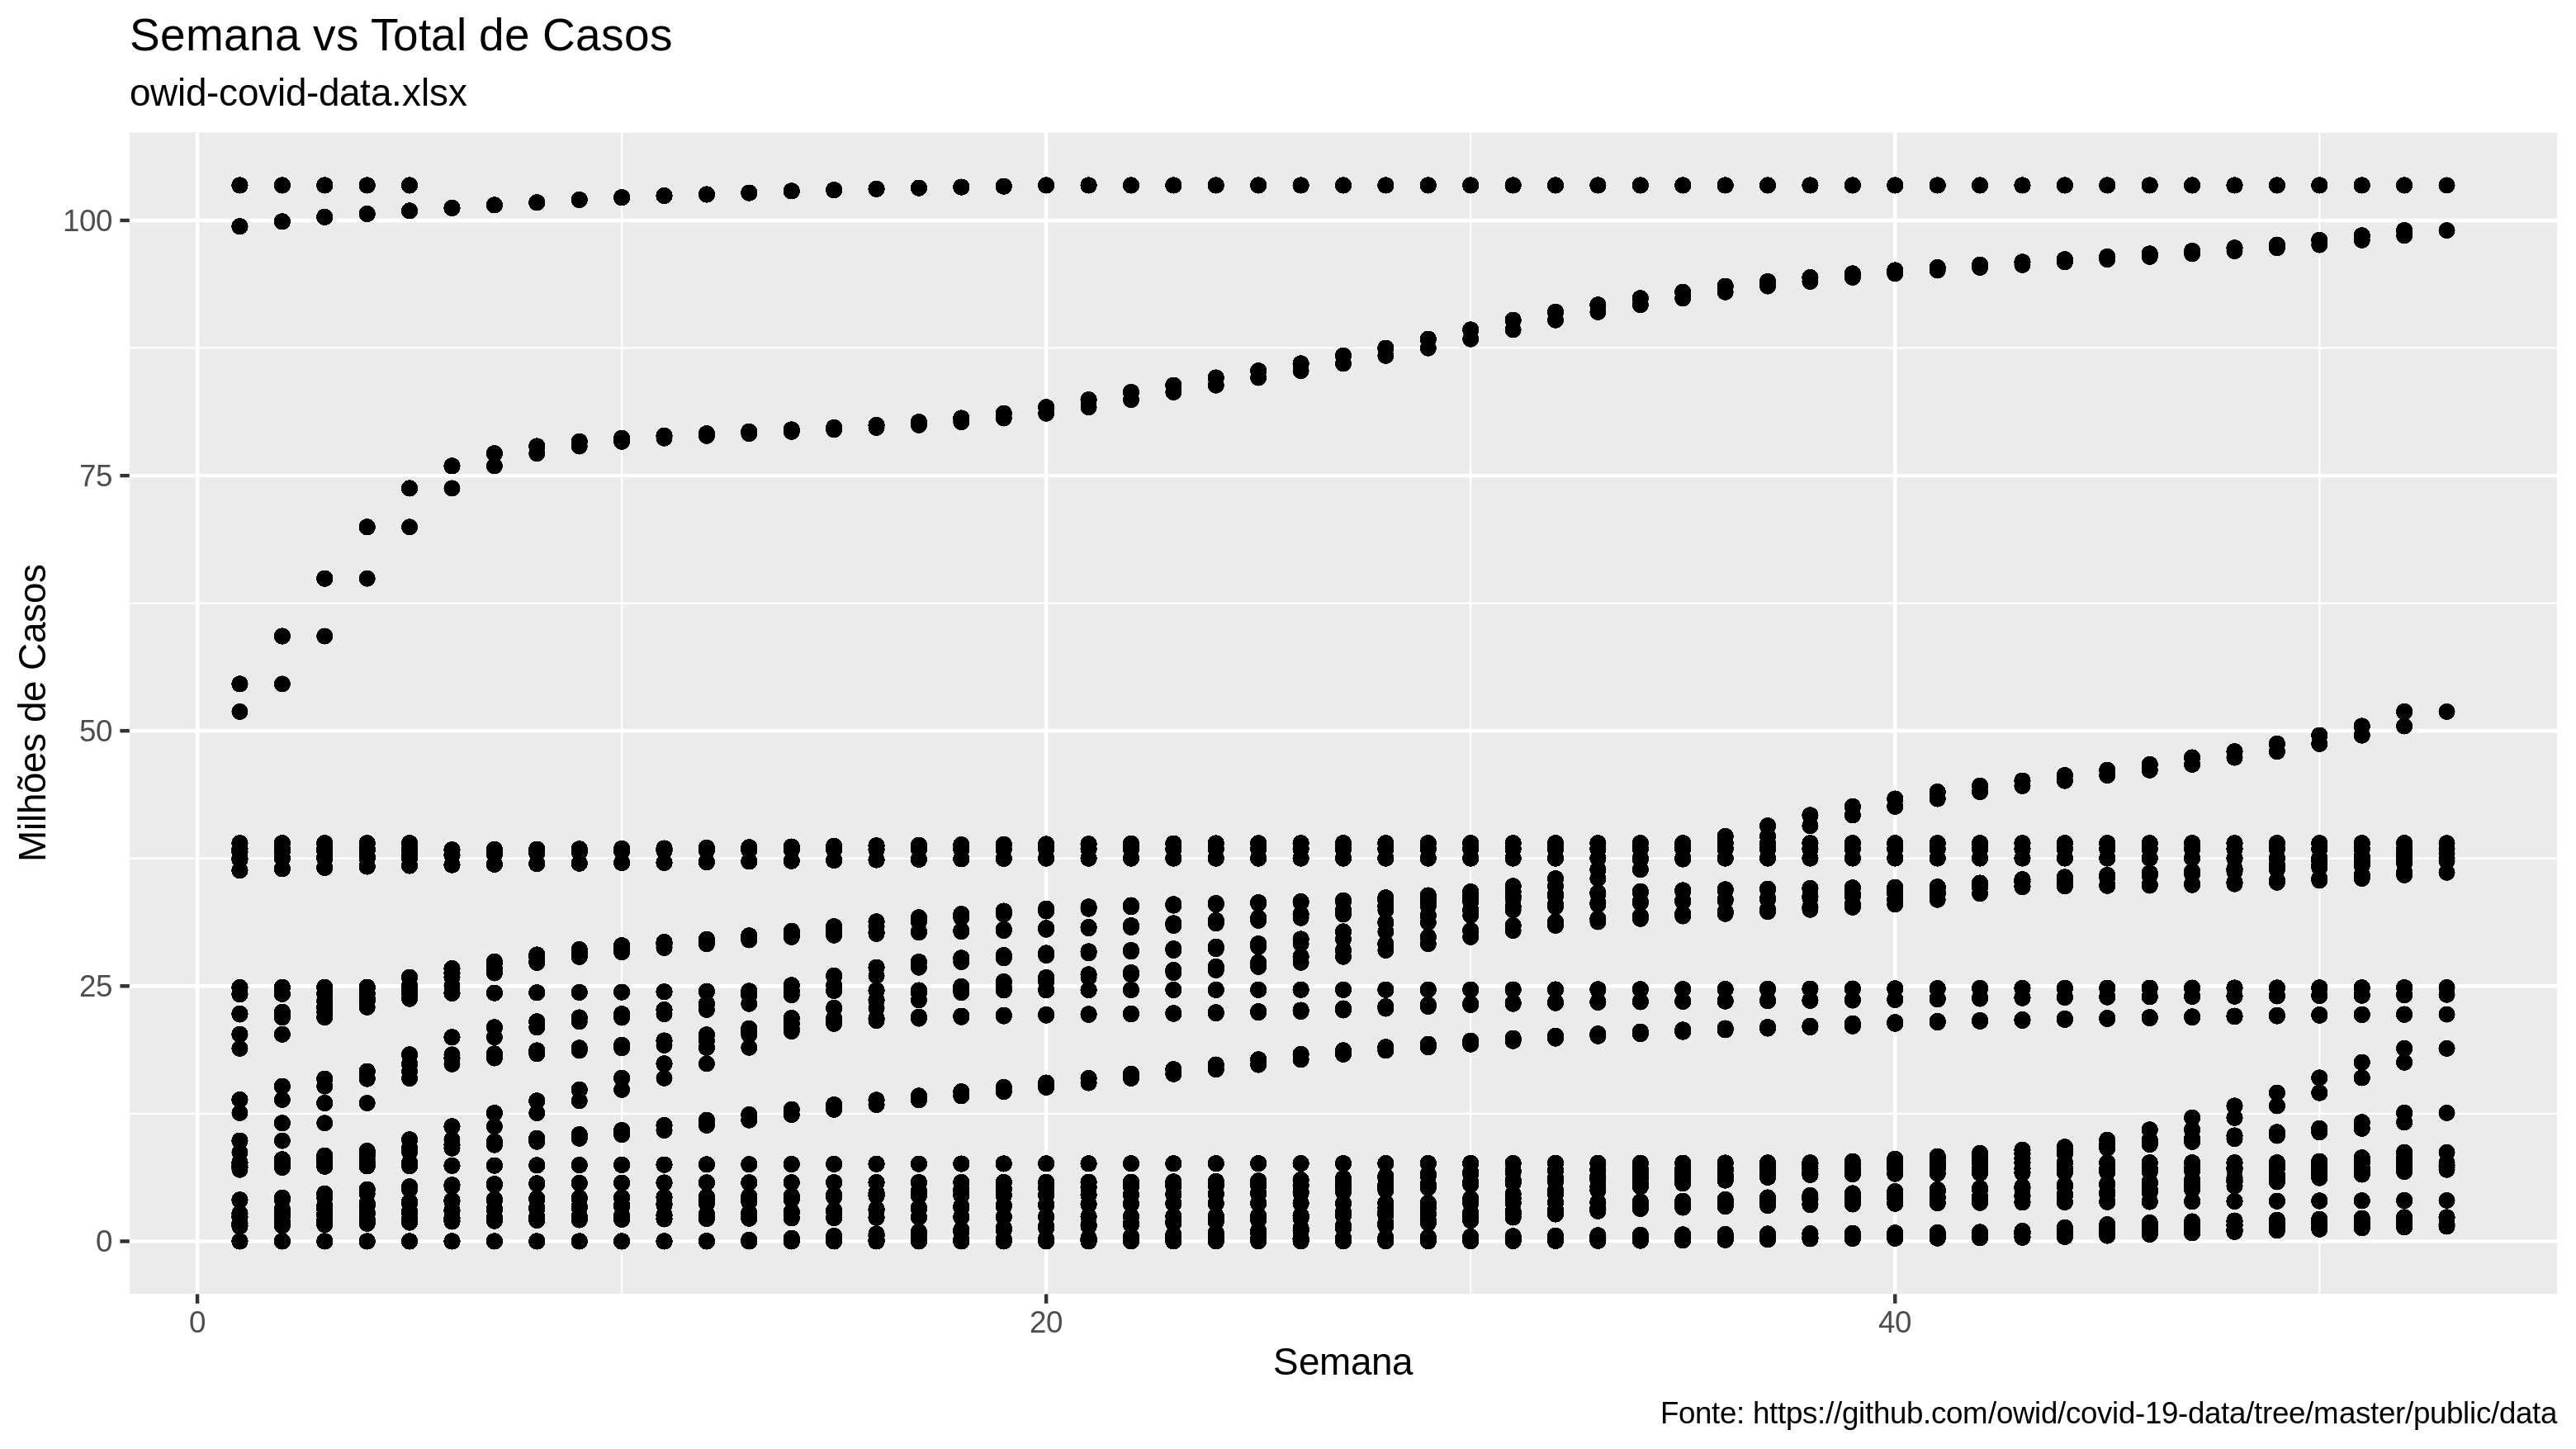 Semana vs Total de Casos
owid-covid-data.xlsx
Milhões de Casos
100
75
50
25
0
0
20
40
Semana
Fonte: https://github.com/owid/covid-19-data/tree/master/public/data